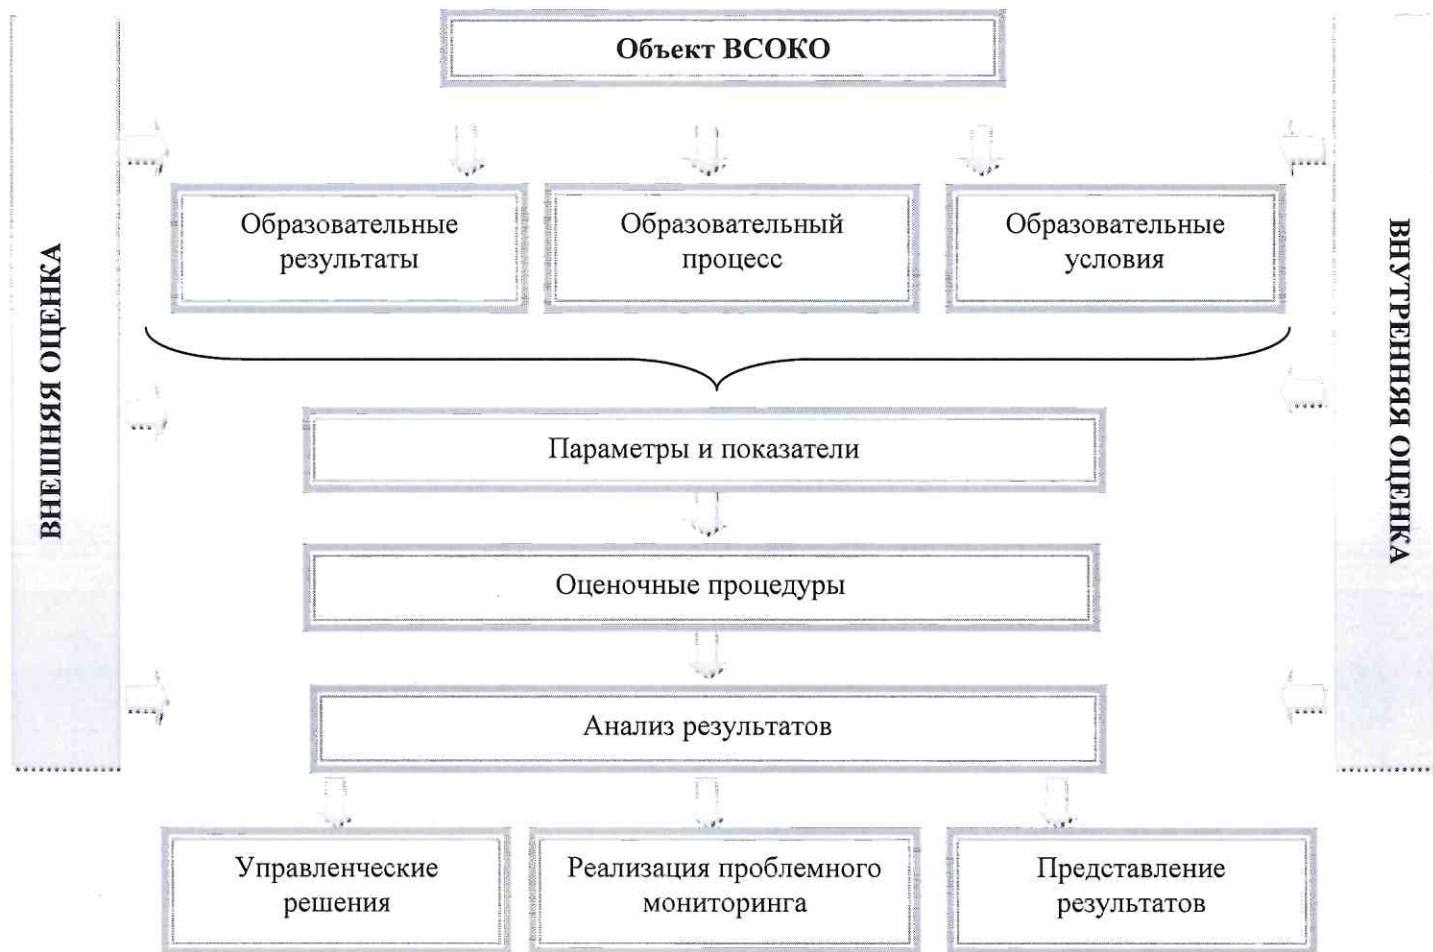 Объект ВСОКО
ВНЕШНЯЯ ОЦЕНКА
Образовательные
результаты
Образовательный
процесс
Образовательные
условия
ВНУТРЕННЯЯ ОЦЕНКА
Параметры и показатели
Оценочные процедуры
Анализ результатов
Управленческие
решения
Реализация проблемного
мониторинга
Представление
результатов